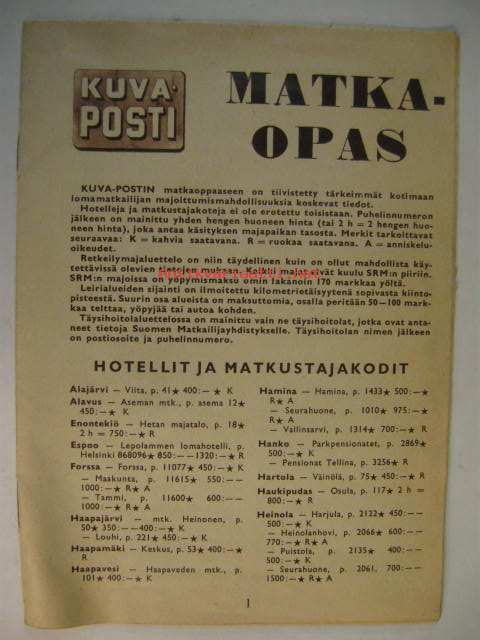 KUVA-
POSTI
MATKA-
OPAS
KUVA-POSTIN matkaoppaaseen on tiivistetty tärkeimmät kotimaan
lomamatkailijan majoittumismahdollisuuksia koskevat tiedot.
Hotelleja ja matkustajakoteja ei ole erotettu toisistaan. Puhelinnumeron
jälkeen on mainittu yhden hengen huoneen hinta (tai 2 h = 2 hengen huo-
neen hinta), joka antaa käsityksen majapaikan tasosta. Merkit tarkoittavat
seuraavaa: K = kahvia saatavana. R = ruokaa saatavana. A = anniskelu-
oikeudet.
Retkeilymajaluettelo on niin täydellinen kuin on ollut mahdollista käy-
tettävissä olevien tietojen mukaan. Kaikki majat eivät kuulu SRM:n piiriin.
SRM:n majoissa on yöpymismaksu omin lakanoin 170 markkaa yöltä.
Leirialueiden sijainti on ilmoitettu kilometrietäisyytenä sopivasta kiinto-
pisteestä. Suurin osa alueista on maksuttomia, osalla peritään 50—100 mark-
kaa telttaa, yöpyjää tai autoa kohden.
Täysihoitolaluettelossa on mainittu vain ne täysihoitolat, jotka ovat anta-
neet tietoja Suomen Matkailijayhdistykselle. Täysihoitolan nimen jälkeen
on postiosoite ja puhelinnumero.
HOTELLIT JA MATKUSTAJAKODIT
Alajärvi — Viita, p. 41★ 400:—★ K
Alavus — Aseman mtk., p. asema 12★
450:—★ K
Enontekiö — Hetan majatalo, p. 18★
2 h = 750:—★ R
Espoo — Lepolammen lomahotelli, p.
Helsinki 868096★ 850:——1320:—★ R
Forssa — Forssa, p. 11077★ 450:—★ K
— Maakunta, p. 11615★ 550:——
1000:—★ R★ A
— Tammi, p. 11600★ 600:——
1000:—★ R★ A
Haapajärvi — mtk. Heinonen, p.
50★ 350:——400:—★ K
— Louhi, p. 221★ 450:—★ K
Haapamäki — Keskus, p. 53★ 400:—★
R
Haapavesi — Haapaveden mtk., p.
101★ 400:—★ K
Hamina — Hamina, p. 1433★ 500:—★
R★ A
— Seurahuone, p. 1010★ 975:—★
R★ A
— Vallinsarvi, p. 1314★ 700:—★ R
Hanko — Parkpensionatet, p. 2869★
500:—★ K
— Pensionat Tellina, p. 3256★ R
Hartola — Väinölä, p. 75★ 450:—★ R
Haukipudas — Osula, p. 117★ 2 h =
800:—★ R
Heinola — Harjula, p. 2122★ 450:——
500:—★ K
— Heinolanhovi, p. 2066★ 600:——
770:—★ R★ A
— Puistola, p. 2135★ 400:——
500:—★ K
— Seurahuone, p. 2061, 700:——
1500:—★ R★ A
1